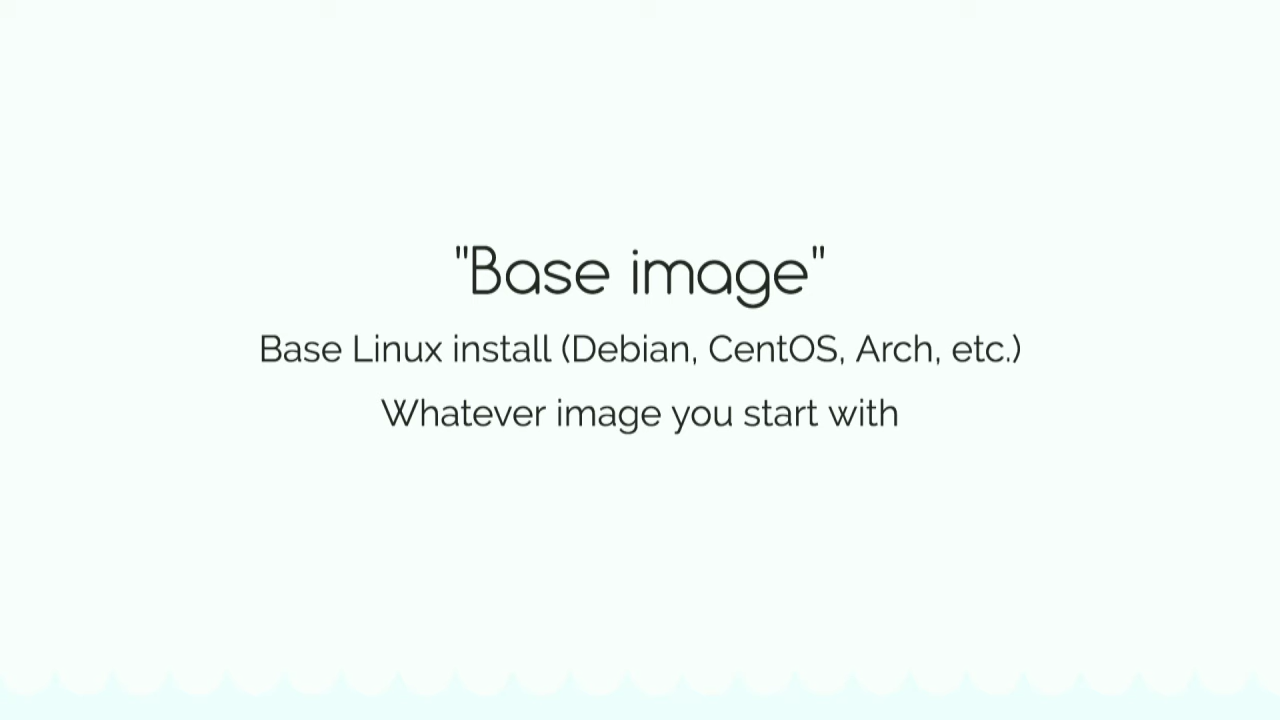 "Base image"
Base Linux install (Debian, CentOS, Arch, etc.)
Whatever image you start with